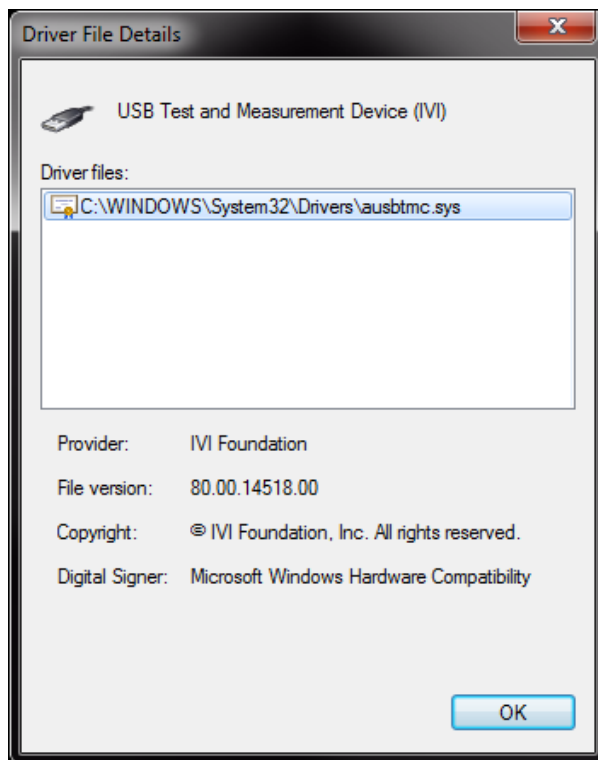 Driver File Details
USB Test and Measurement Device (IVI)
Driver files:
C:\WINDOWS\System32\Drivers\ausbtmc.sys
Provider: IVI Foundation
File version: 80.00.14518.00
Copyright: © IVI Foundation, Inc. All rights reserved.
Digital Signer: Microsoft Windows Hardware Compatibility
OK